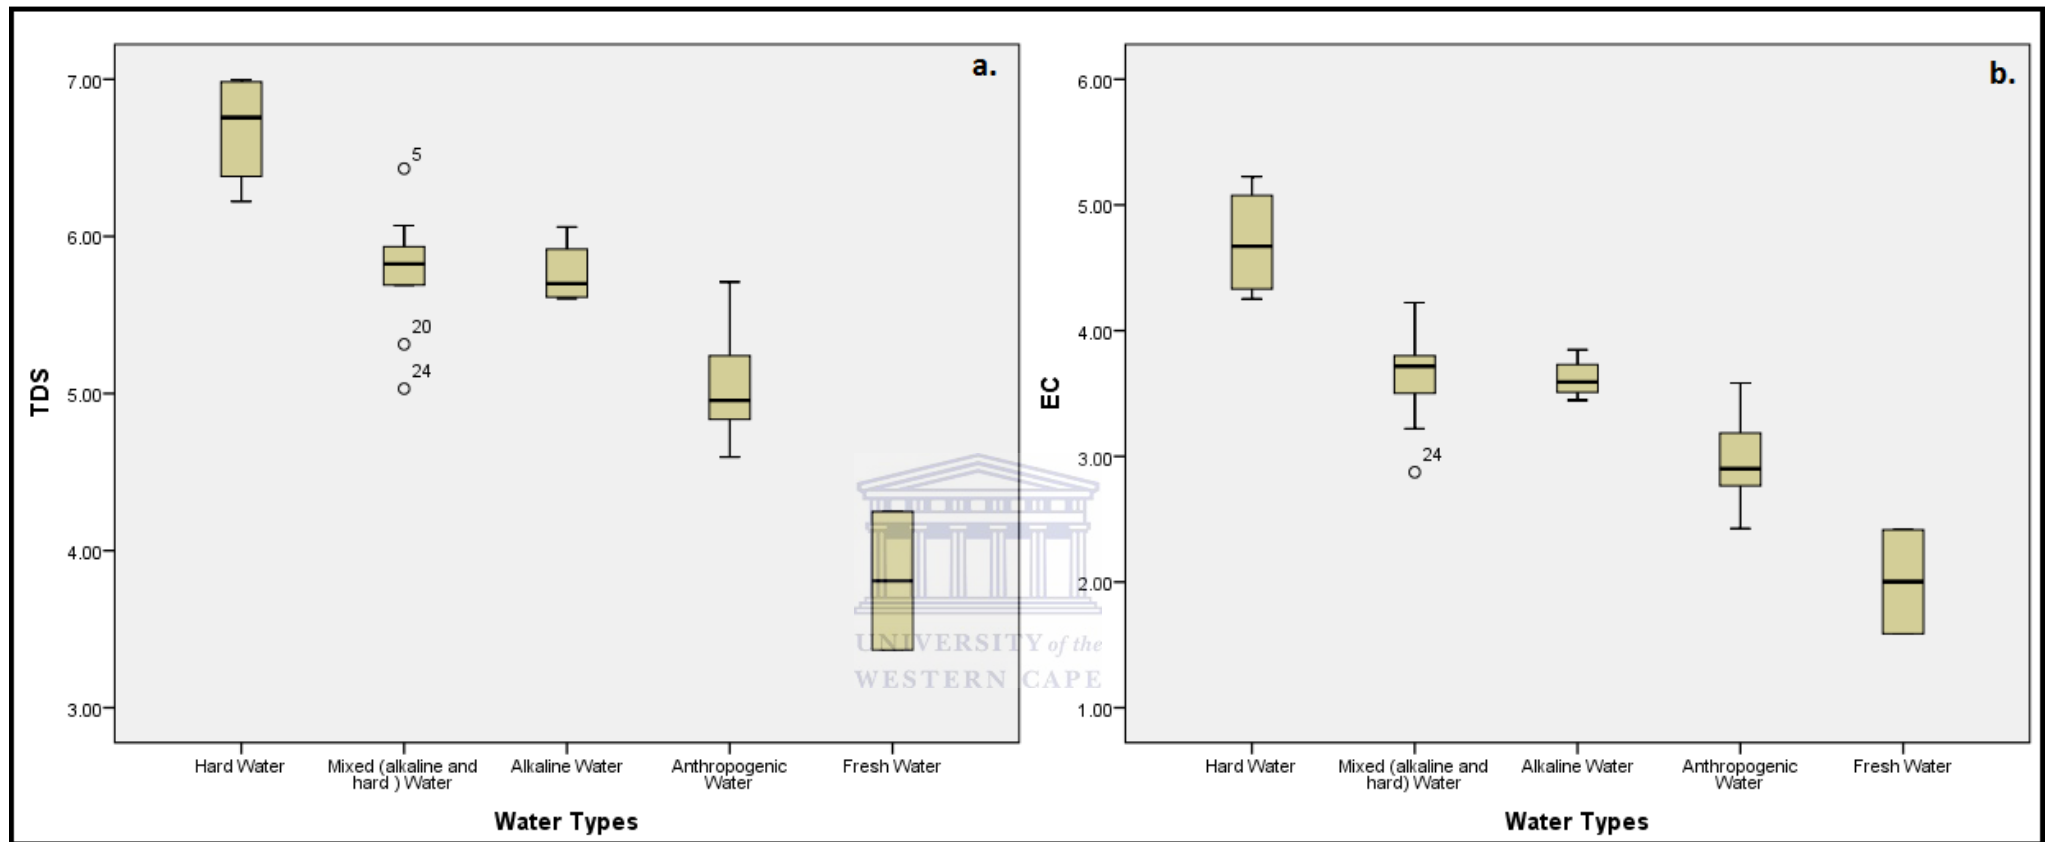 a.
7.00
6.00
5.00
4.00
3.00
TDS
5
20
24
Hard Water
Mixed (alkaline and
hard ) Water
Alkaline Water
Anthropogenic
Water
Fresh Water
Water Types
b.
6.00
5.00
4.00
3.00
2.00
1.00
EC
24
Hard Water
Mixed (alkaline and
hard) Water
Alkaline Water
Anthropogenic
Water
Fresh Water
Water Types
UNIVERSITY of the
WESTERN CAPE